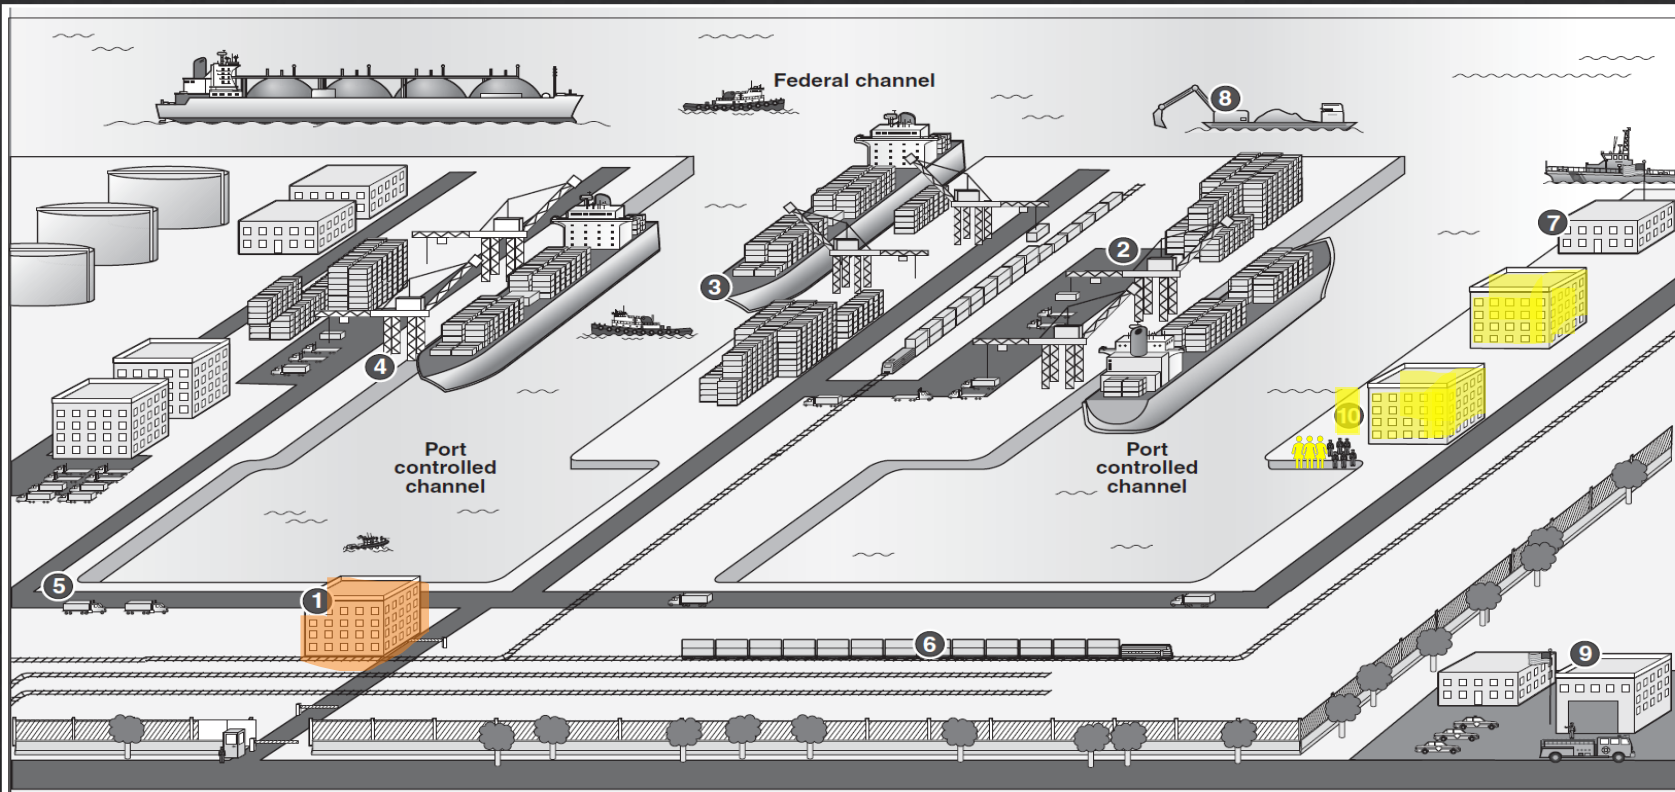 Federal channel
8
7
2
3
4
10
Port
controlled
channel
Port
controlled
channel
5
1
6
9